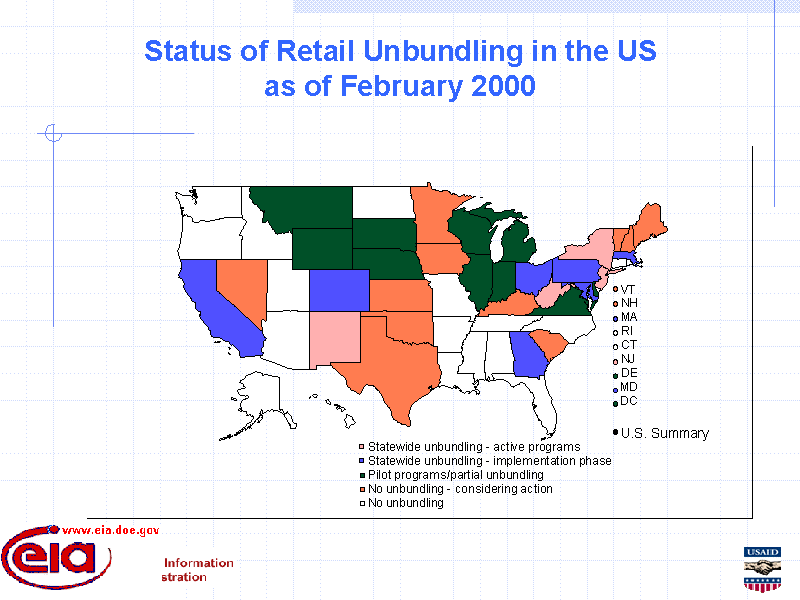 Status of Retail Unbundling in the US
as of February 2000
VT
NH
MA
RI
CT
NJ
DE
MD
DC
U.S. Summary
Statewide unbundling - active programs
Statewide unbundling - implementation phase
Pilot programs/partial unbundling
No unbundling - considering action
No unbundling
www.eia.doe.gov
eia
Information
stration
USAID